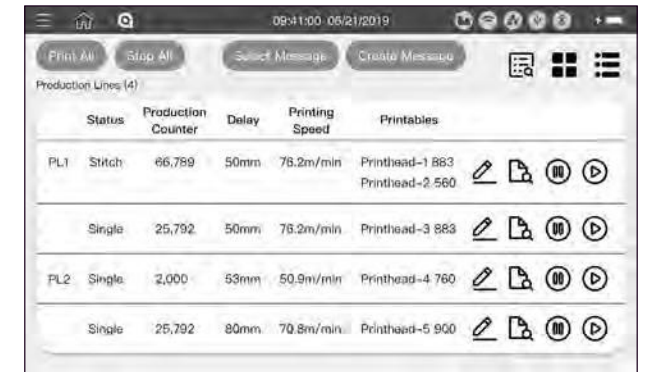 09:41:00 06/21/2019
Print All Stop All Select Message Create Message
Production Lines (4)
Status Production Counter Delay Printing Speed Printables
PL1 Stitch 66,789 50mm 76.2m/min Printhead-1 883
Printhead-2 560
Single 25,792 50mm 76.2m/min Printhead-3 883
PL2 Single 2,000 53mm 50.9m/min Printhead-4 760
Single 25,792 80mm 70.8m/min Printhead-5 900